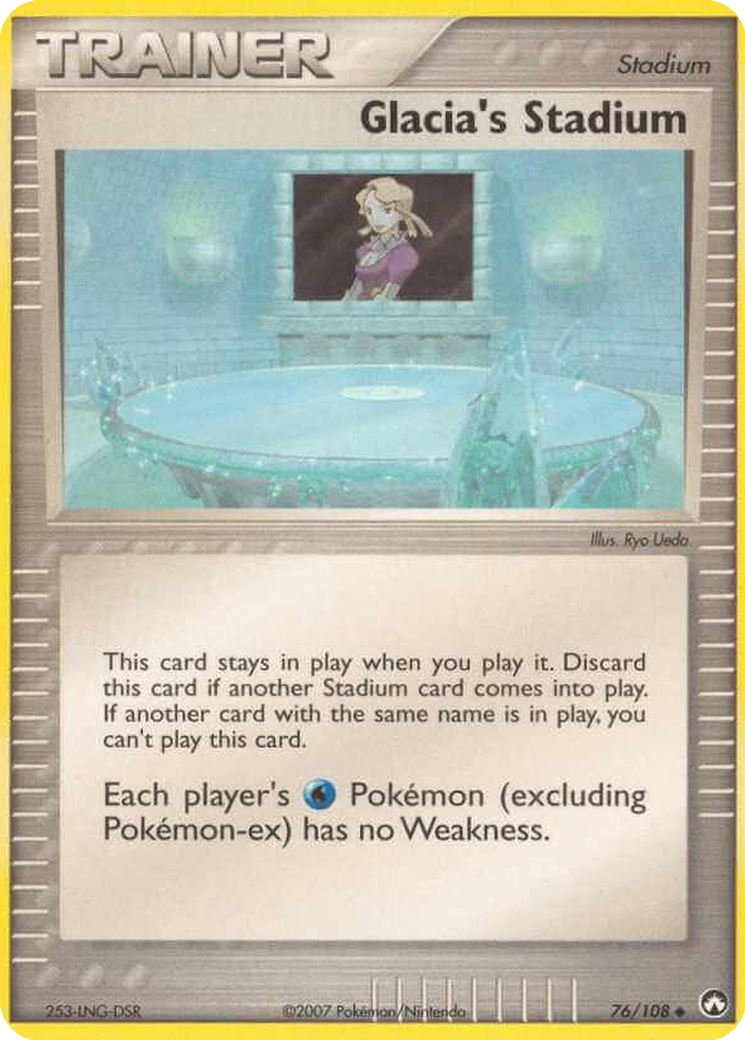 TRAINER
Stadium
Glacia's Stadium
Illus. Ryo Ueda
This card stays in play when you play it. Discard
this card if another Stadium card comes into play.
If another card with the same name is in play, you
can't play this card.
Each player's Pokémon (excluding
Pokémon-ex) has no Weakness.
253-LNG-DSR
©2007 Pokémon/Nintendo
76/108 ◆